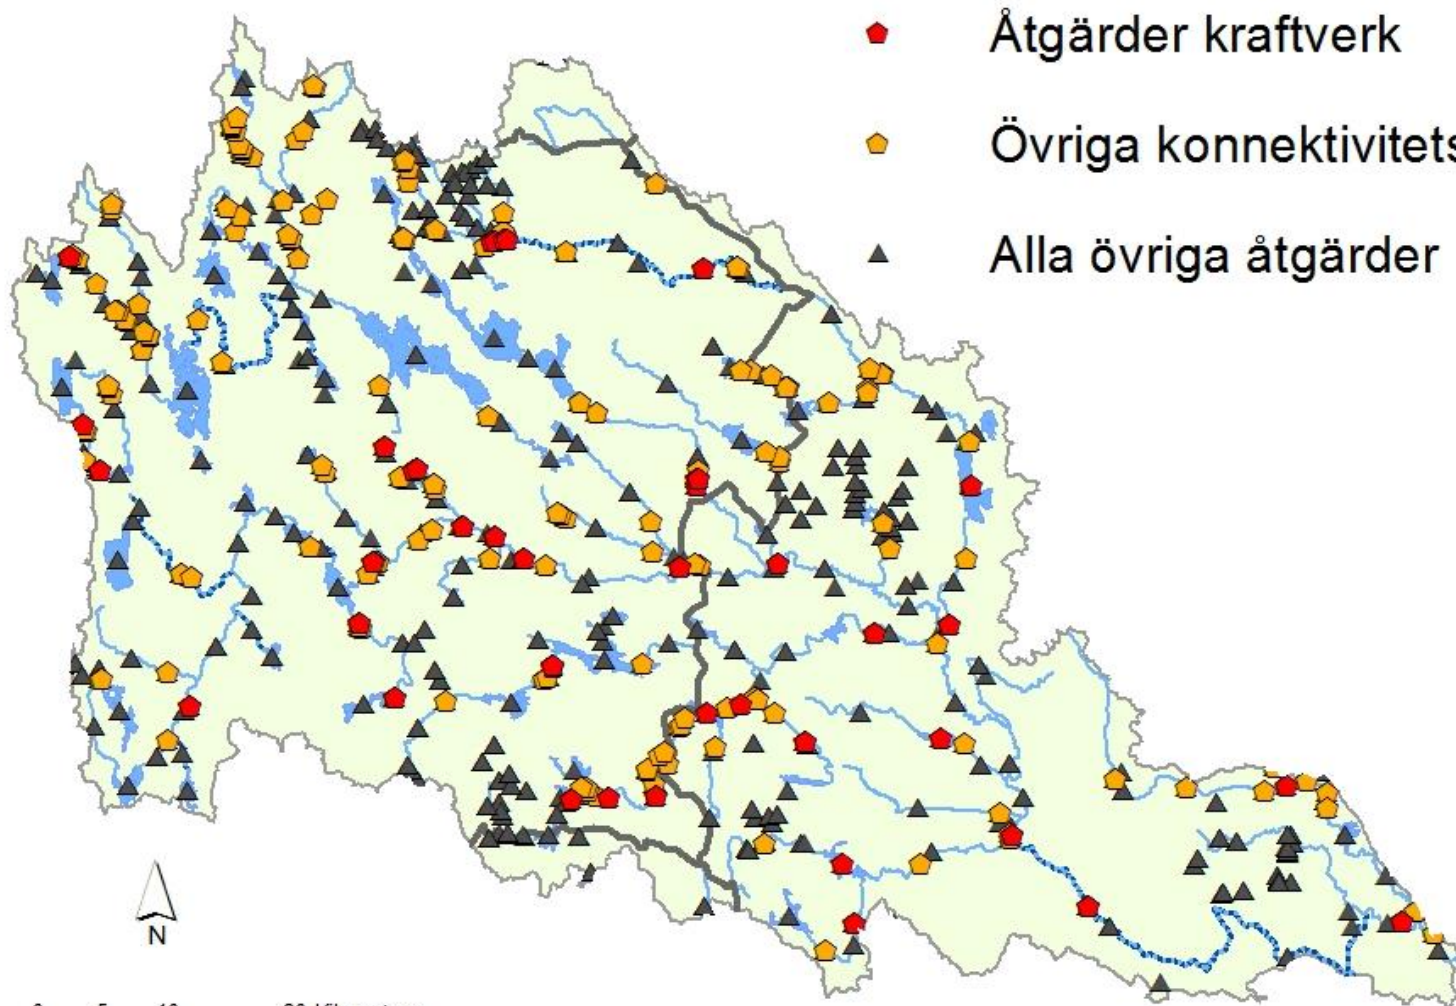 Åtgärder kraftverk
Övriga konnektivitets
Alla övriga åtgärder
N